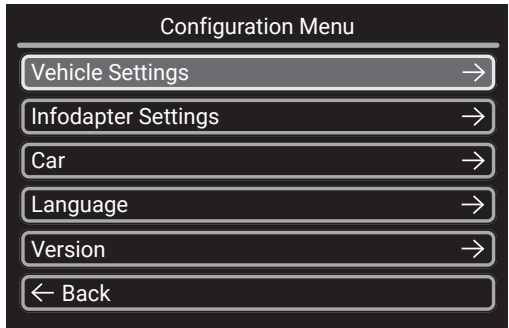 Configuration Menu
Vehicle Settings →
Infodapter Settings →
Car →
Language →
Version →
← Back